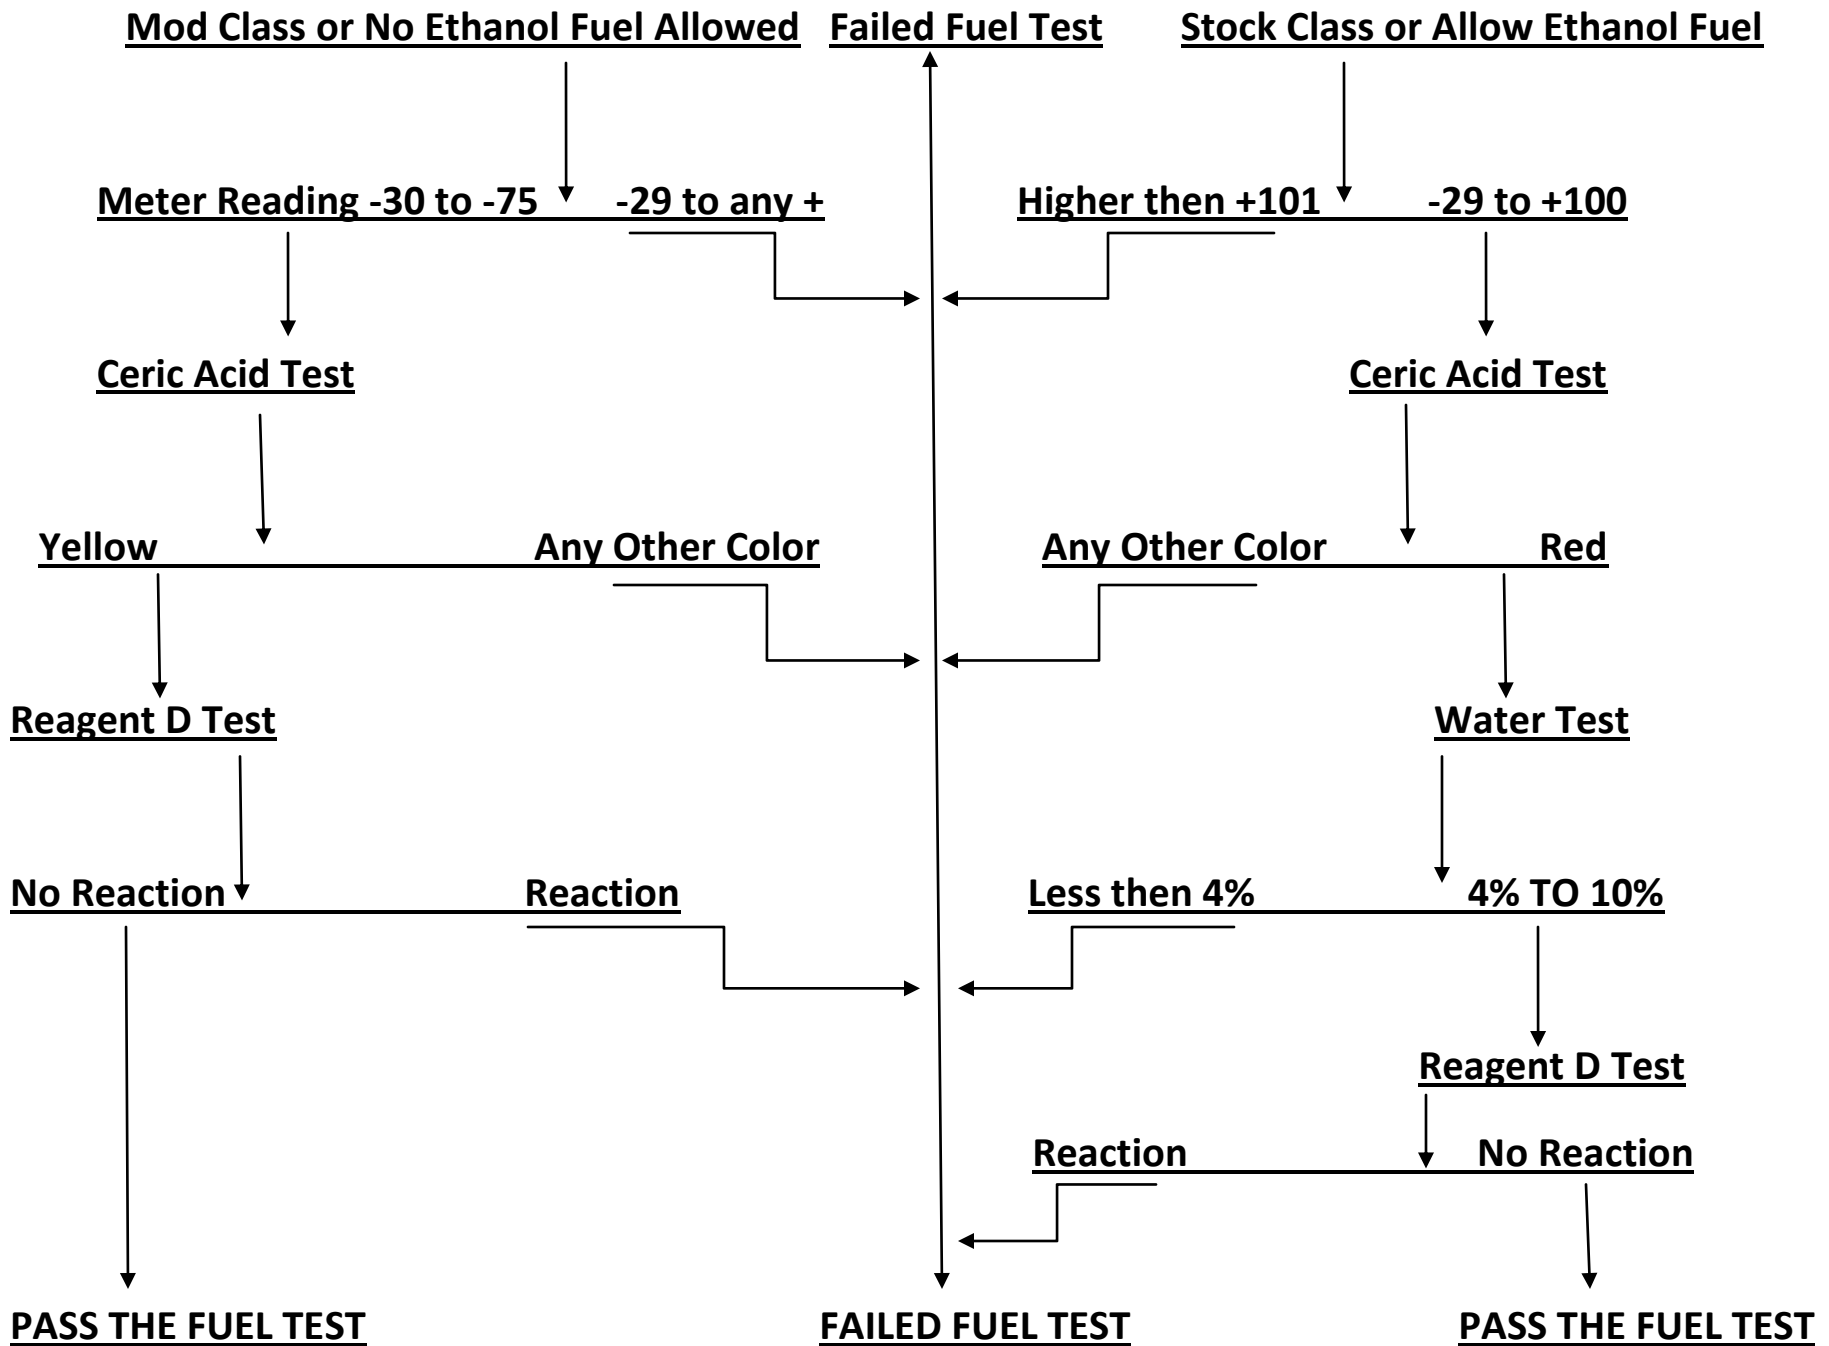 Mod Class or No Ethanol Fuel Allowed Failed Fuel Test Stock Class or Allow Ethanol Fuel
Meter Reading -30 to -75 -29 to any + Higher then +101 -29 to +100
Ceric Acid Test Ceric Acid Test
Yellow Any Other Color Any Other Color Red
Reagent D Test Water Test
No Reaction Reaction Less then 4% 4% TO 10%
Reagent D Test
Reaction No Reaction
PASS THE FUEL TEST FAILED FUEL TEST PASS THE FUEL TEST